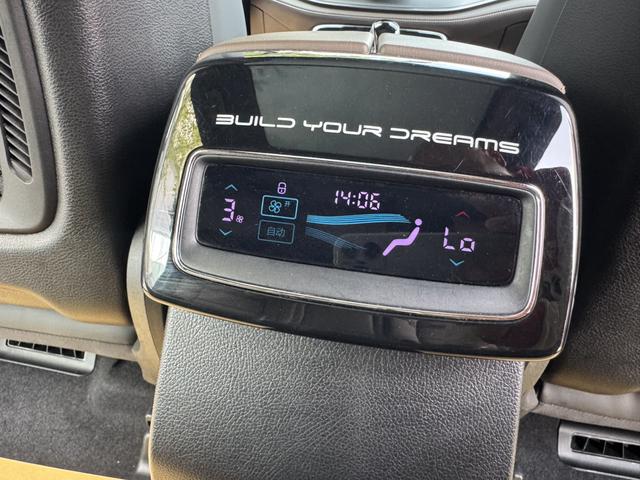 BUILD YOUR DREAMS
14:06
3
开
自动
Lo